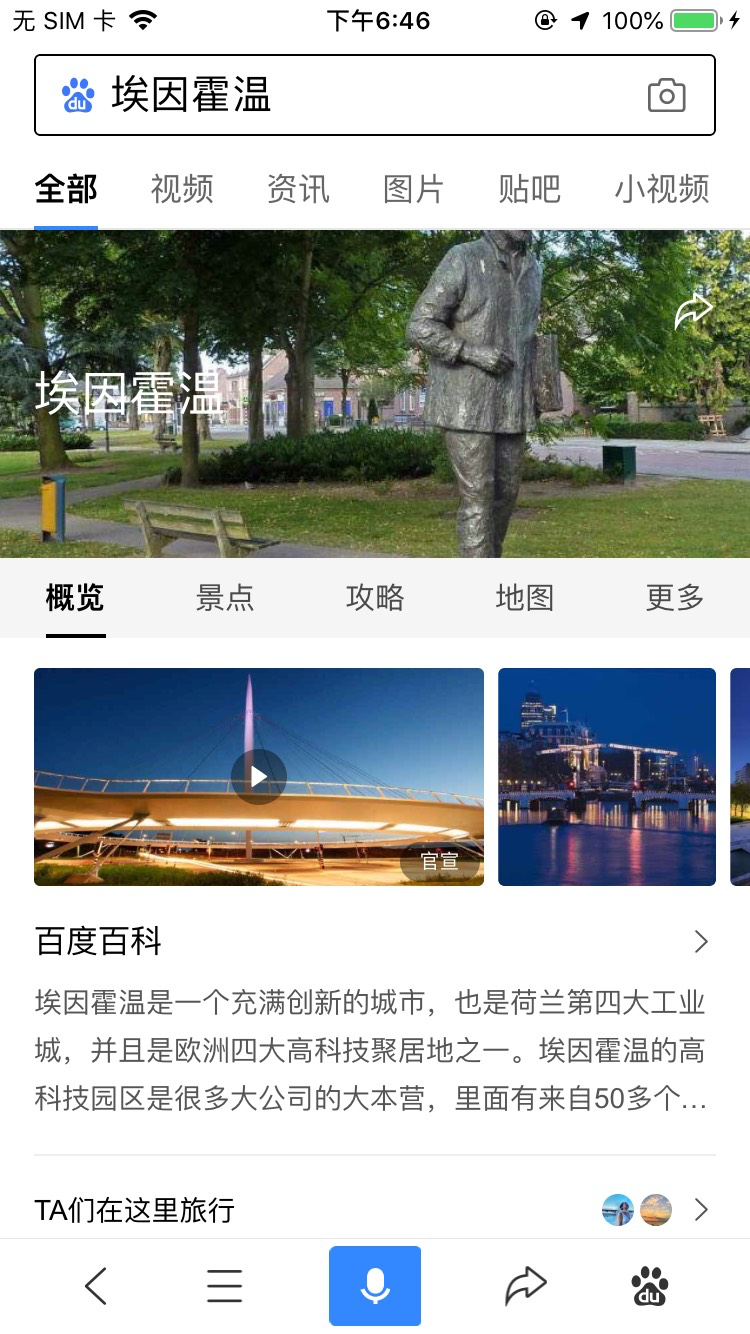 无 SIM 卡 下午6:46 100%
du 埃因霍温
全部 视频 资讯 图片 贴吧 小视频
埃因霍温
概览 景点 攻略 地图 更多
官宣
百度百科
埃因霍温是一个充满创新的城市，也是荷兰第四大工业
城，并且是欧洲四大高科技聚居地之一。埃因霍温的高
科技园区是很多大公司的大本营，里面有来自50多个...
TA们在这里旅行
du